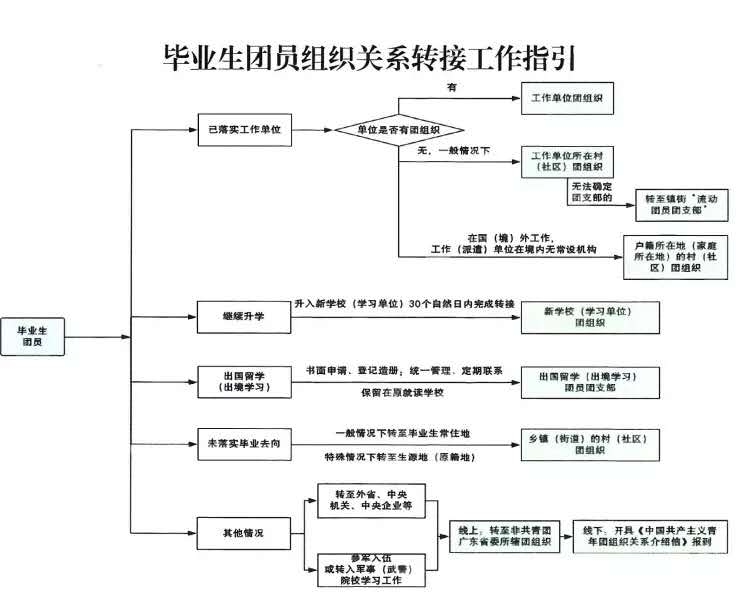 毕业生团员组织关系转接工作指引
有
工作单位团组织
已落实工作单位
单位是否有团组织
无，一般情况下
工作单位所在村
（社区）团组织
无法确定
团支部的
转至镇街“流动
团员团支部”
在国（境）外工作，
工作（派遣）单位在境内无常设机构
户籍所在地（家庭
所在地）的村（社
区）团组织
毕业生
团员
继续升学
升入新学校（学习单位）30个自然日内完成转接
新学校（学习单位）
团组织
出国留学
（出境学习）
书面申请、登记造册；统一管理、定期联系
保留在原就读学校
出国留学（出境学习）
团员团支部
未落实毕业去向
一般情况下转至毕业生常住地
特殊情况下转至生源地（原籍地）
乡镇（街道）的村（社区）
团组织
其他情况
转至外省、中央
机关、中央企业等
参军入伍
或转入军事（武警）
院校学习工作
线上：转至非共青团
广东省委所辖团组织
线下：开具《中国共产主义青
年团组织关系介绍信》报到